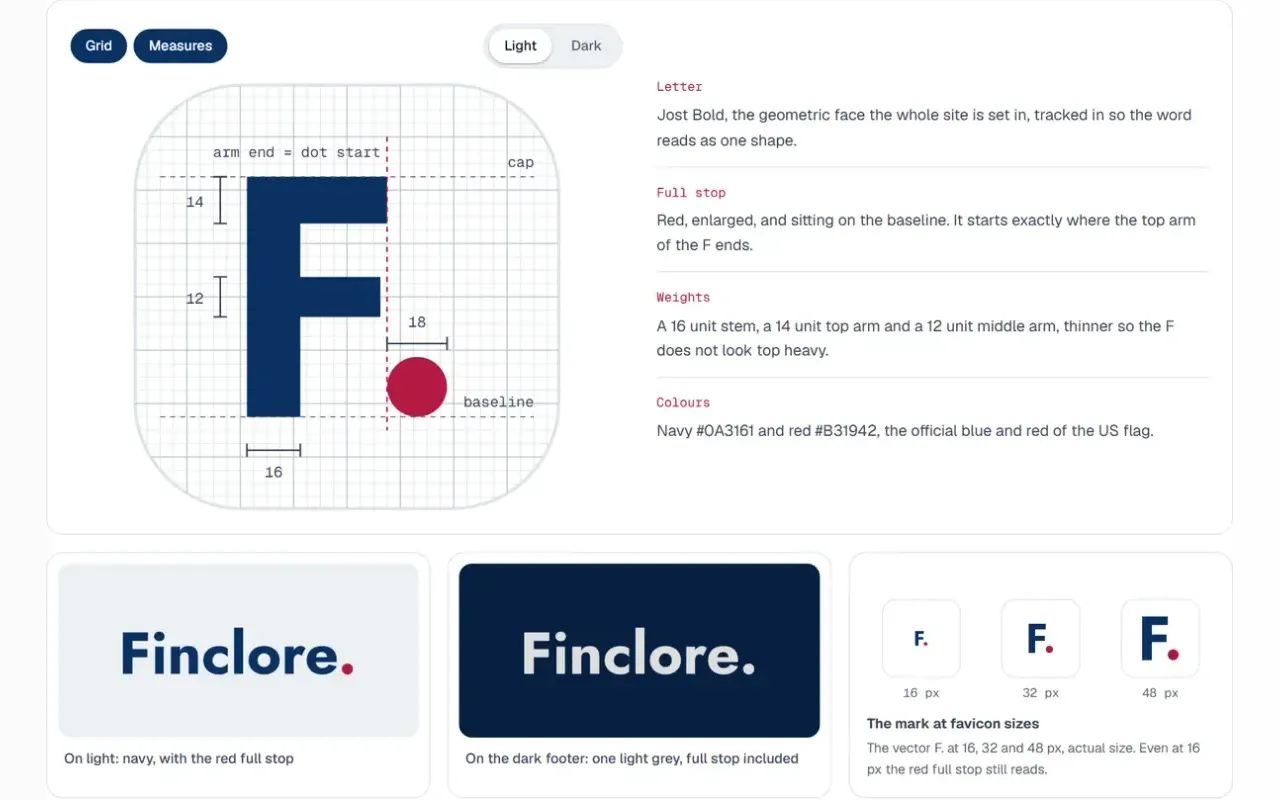 Grid
Measures
Light
Dark
arm end = dot start
cap
14
12
18
baseline
16
Letter
Jost Bold, the geometric face the whole site is set in, tracked in so the word
reads as one shape.
Full stop
Red, enlarged, and sitting on the baseline. It starts exactly where the top arm
of the F ends.
Weights
A 16 unit stem, a 14 unit top arm and a 12 unit middle arm, thinner so the F
does not look top heavy.
Colours
Navy #0A3161 and red #B31942, the official blue and red of the US flag.
Finclore.
On light: navy, with the red full stop
Finclore.
On the dark footer: one light grey, full stop included
F.
F.
F.
16 px
32 px
48 px
The mark at favicon sizes
The vector F. at 16, 32 and 48 px, actual size. Even at 16
px the red full stop still reads.